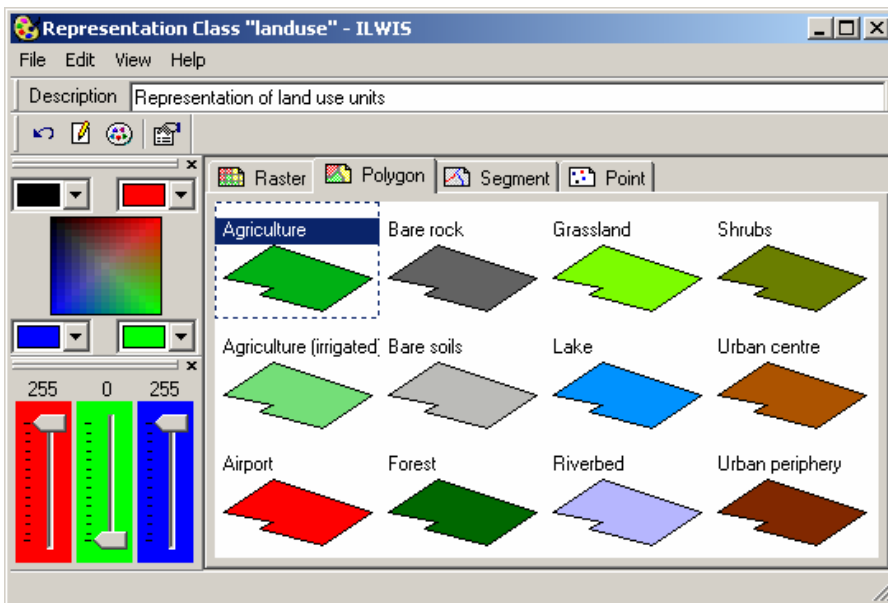 Representation Class "landuse" - ILWIS
File Edit View Help
Description Representation of land use units
Raster Polygon Segment Point
Agriculture Bare rock Grassland Shrubs
Agriculture (irrigated) Bare soils Lake Urban centre
255 0 255
Airport Forest Riverbed Urban periphery